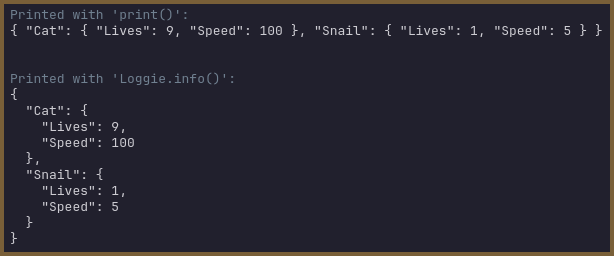 Printed with 'print()':
{ "Cat": { "Lives": 9, "Speed": 100 }, "Snail": { "Lives": 1, "Speed": 5 } }
Printed with 'Loggie.info()':
{
  "Cat": {
    "Lives": 9,
    "Speed": 100
  },
  "Snail": {
    "Lives": 1,
    "Speed": 5
  }
}